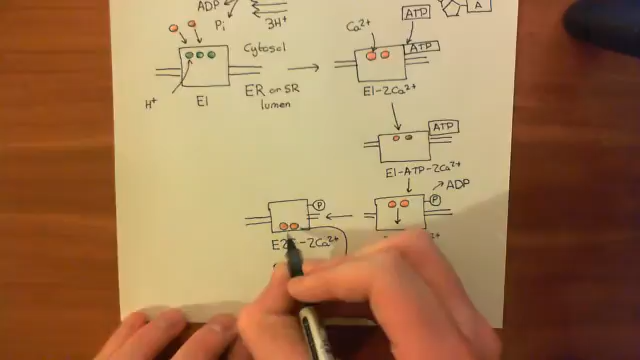 ADP
Pi
3H+
Ca2+
ATP
A
Cytosol
ATP
H+
E1
ER or SR
lumen
E1-2Ca2+
ATP
E1-ATP-2Ca2+
ADP
P
P